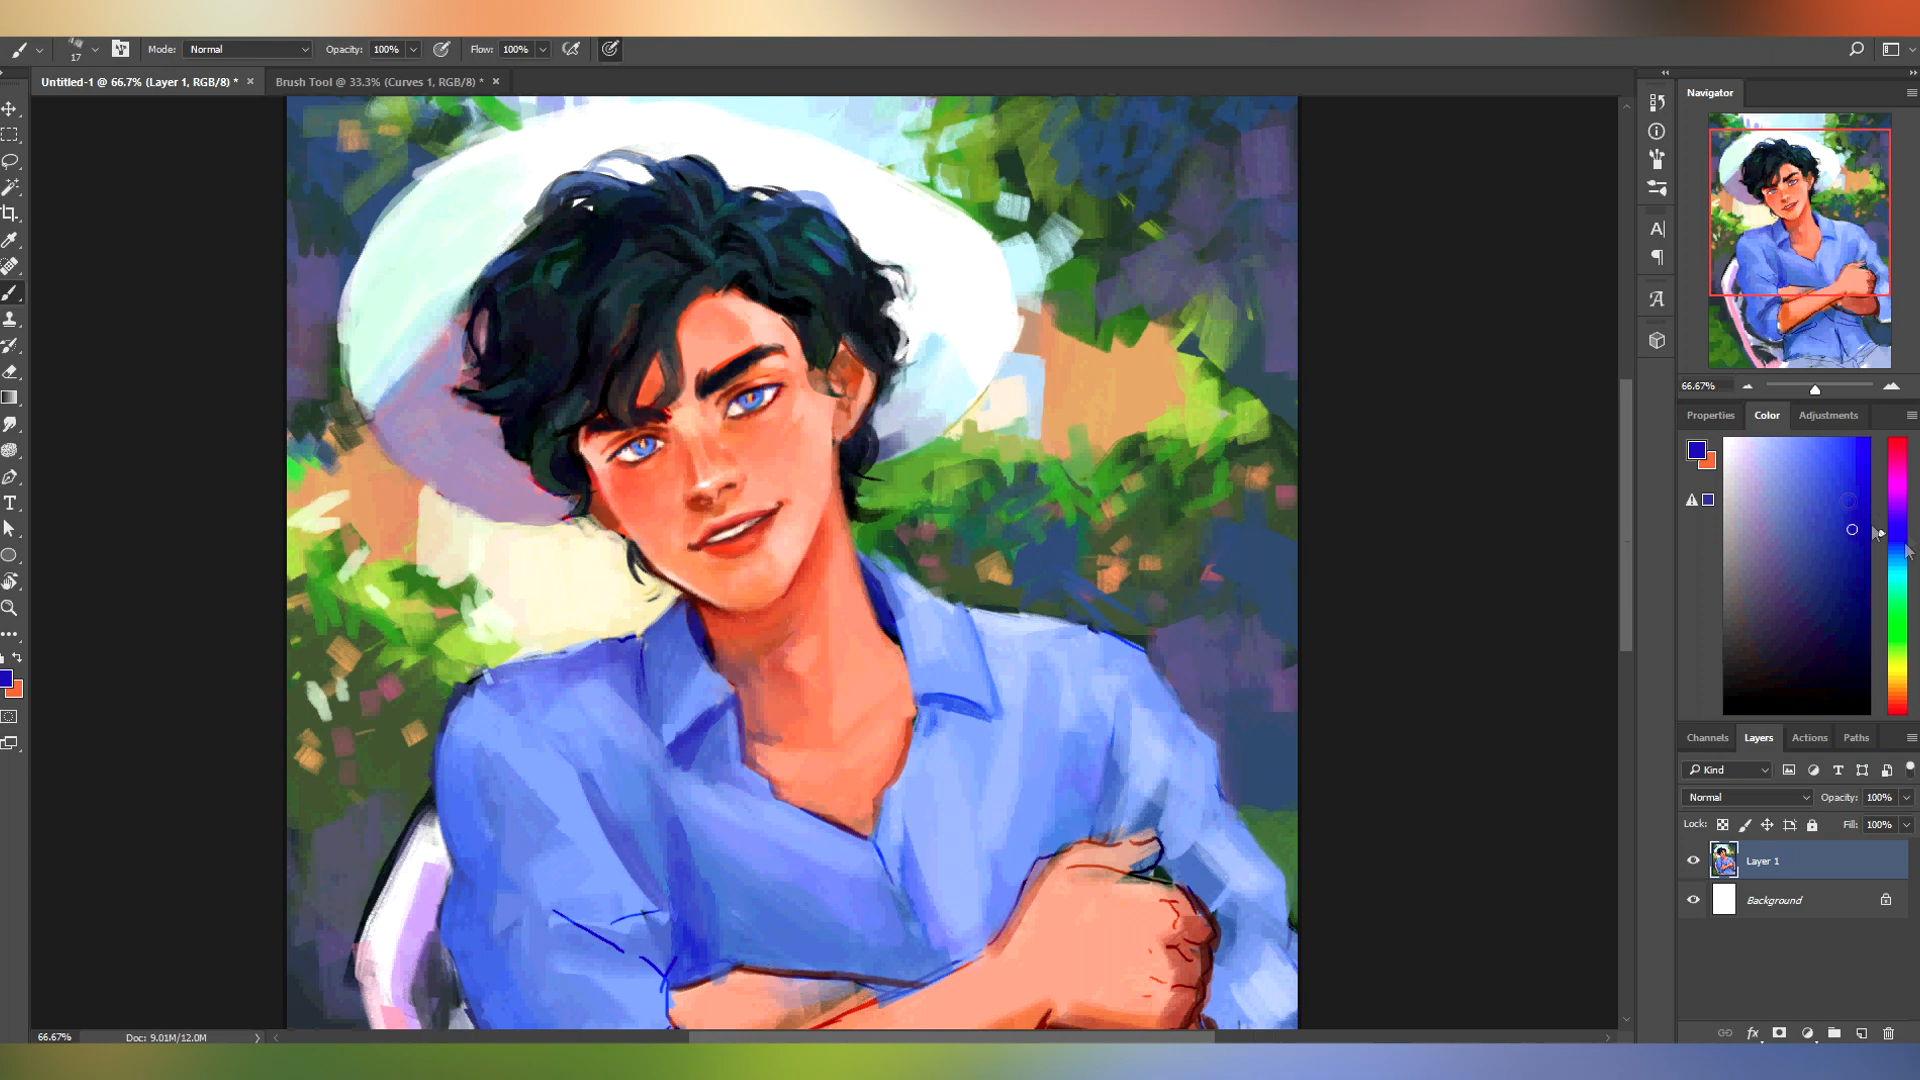 17 Mode: Normal Opacity: 100% Flow: 100%
Untitled-1 @ 66.7% (Layer 1, RGB/8) * × Brush Tool @ 33.3% (Curves 1, RGB/8) * ×
Navigator
66.67%
Properties Color Adjustments
Channels Layers Actions Paths
Kind
Normal Opacity: 100%
Lock: Fill: 100%
Layer 1
Background
66.67% Doc: 9.01M/12.0M